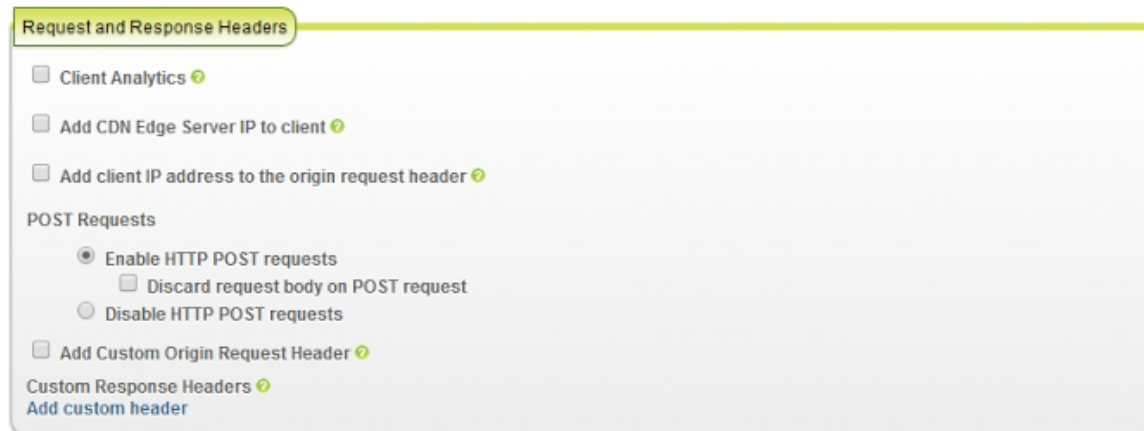 Request and Response Headers
Client Analytics
Add CDN Edge Server IP to client
Add client IP address to the origin request header
POST Requests
Enable HTTP POST requests
Discard request body on POST request
Disable HTTP POST requests
Add Custom Origin Request Header
Custom Response Headers
Add custom header